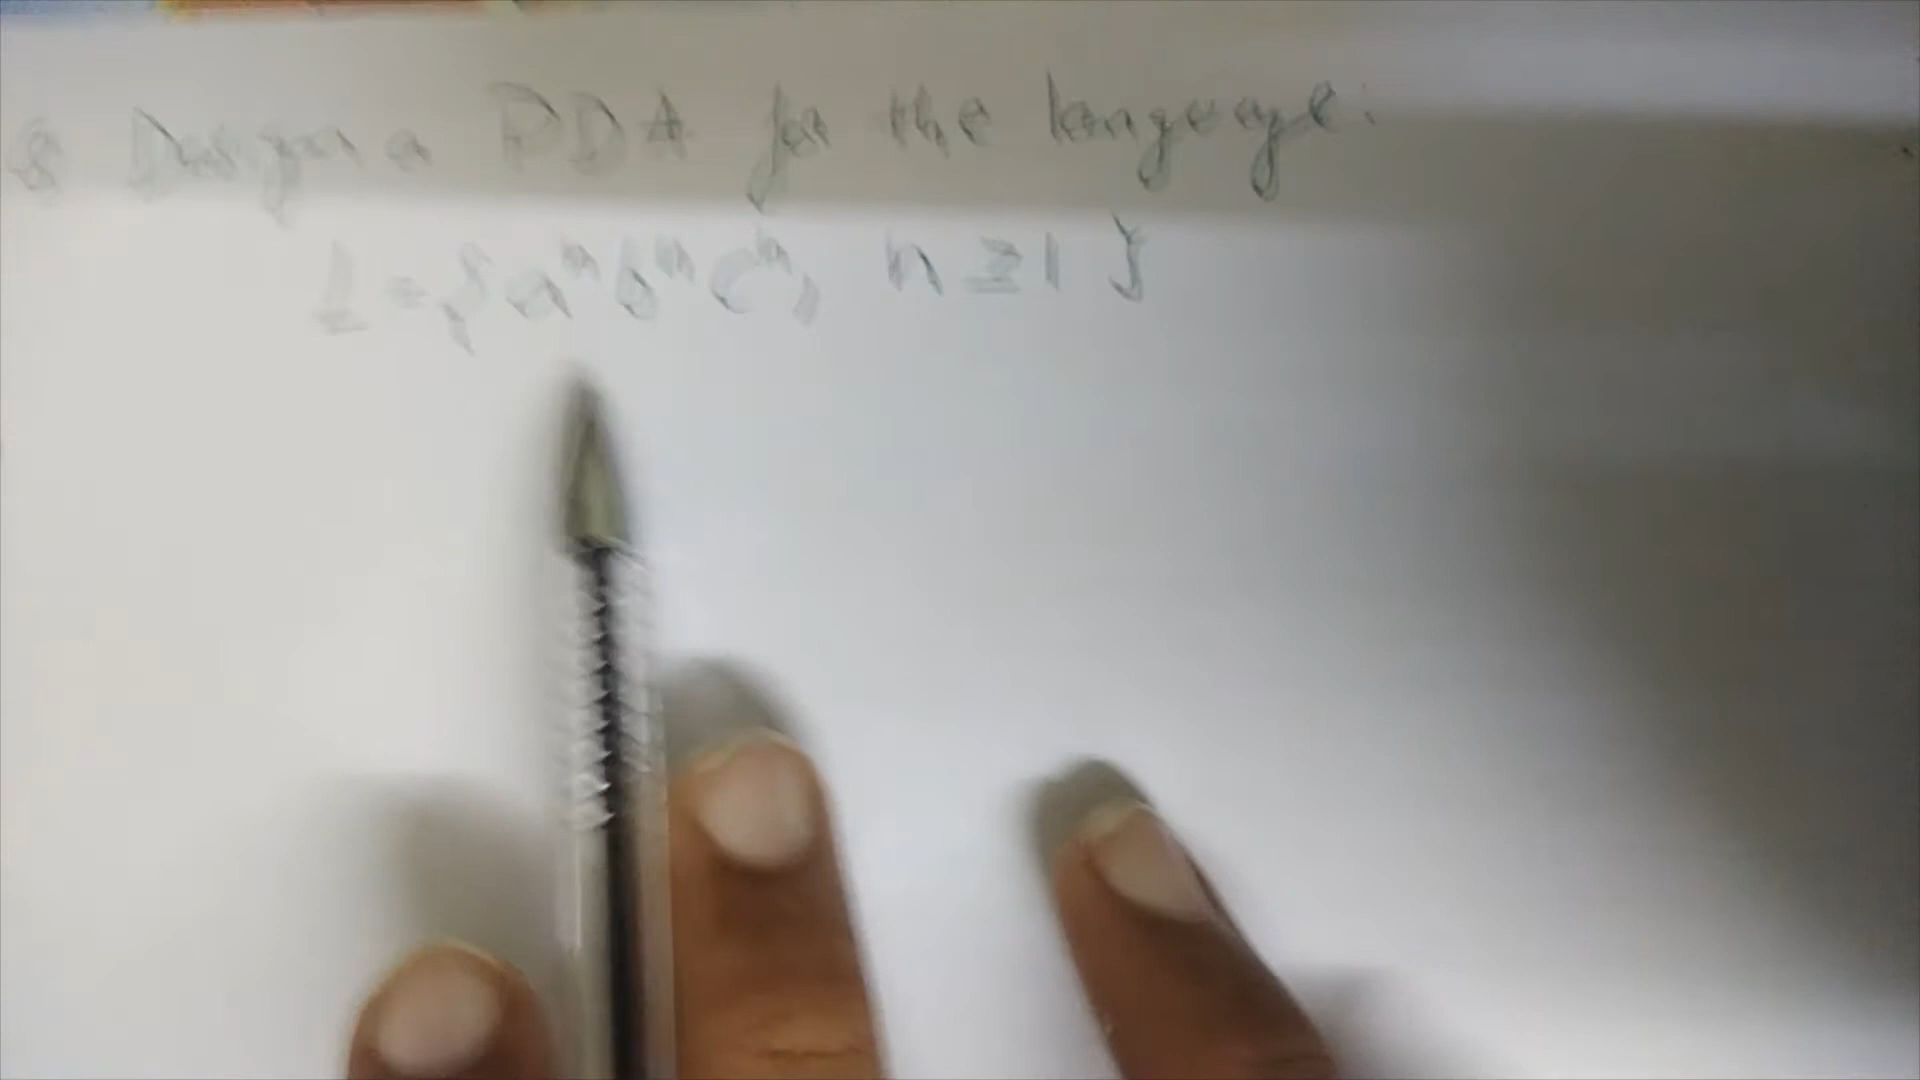 Q Design a PDA for the language:
L = {aⁿbⁿcⁿ, n ≥ 1}